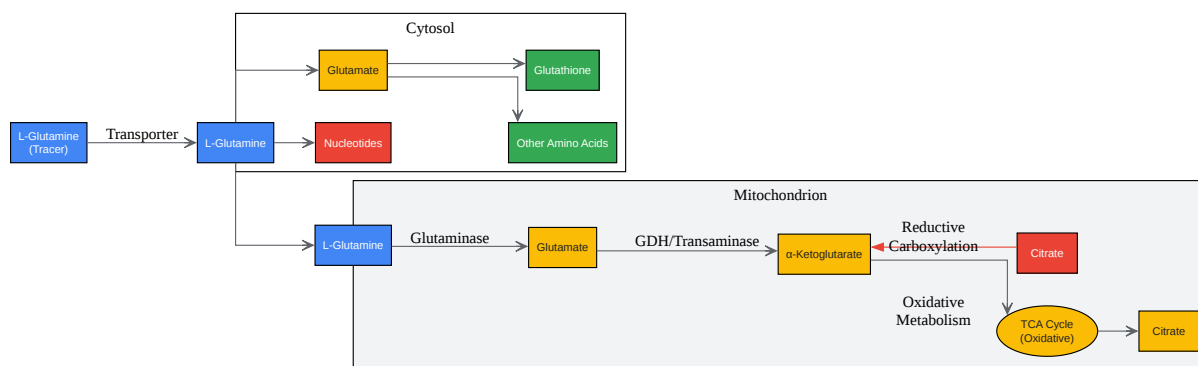 Cytosol
Glutamate
Glutathione
L-Glutamine
(Tracer)
Transporter
L-Glutamine
Nucleotides
Other Amino Acids
Mitochondrion
L-Glutamine
Glutaminase
Glutamate
GDH/Transaminase
α-Ketoglutarate
Reductive
Carboxylation
Citrate
Oxidative
Metabolism
TCA Cycle
(Oxidative)
Citrate